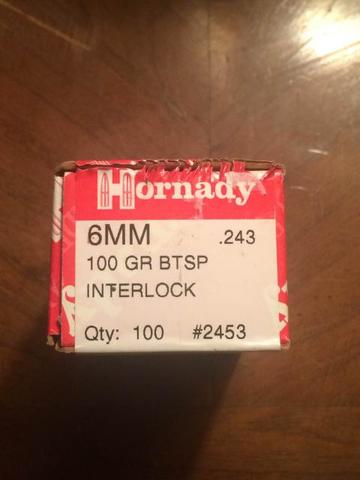 Hornady
6MM .243
100 GR BTSP
INTERLOCK
Qty: 100 #2453